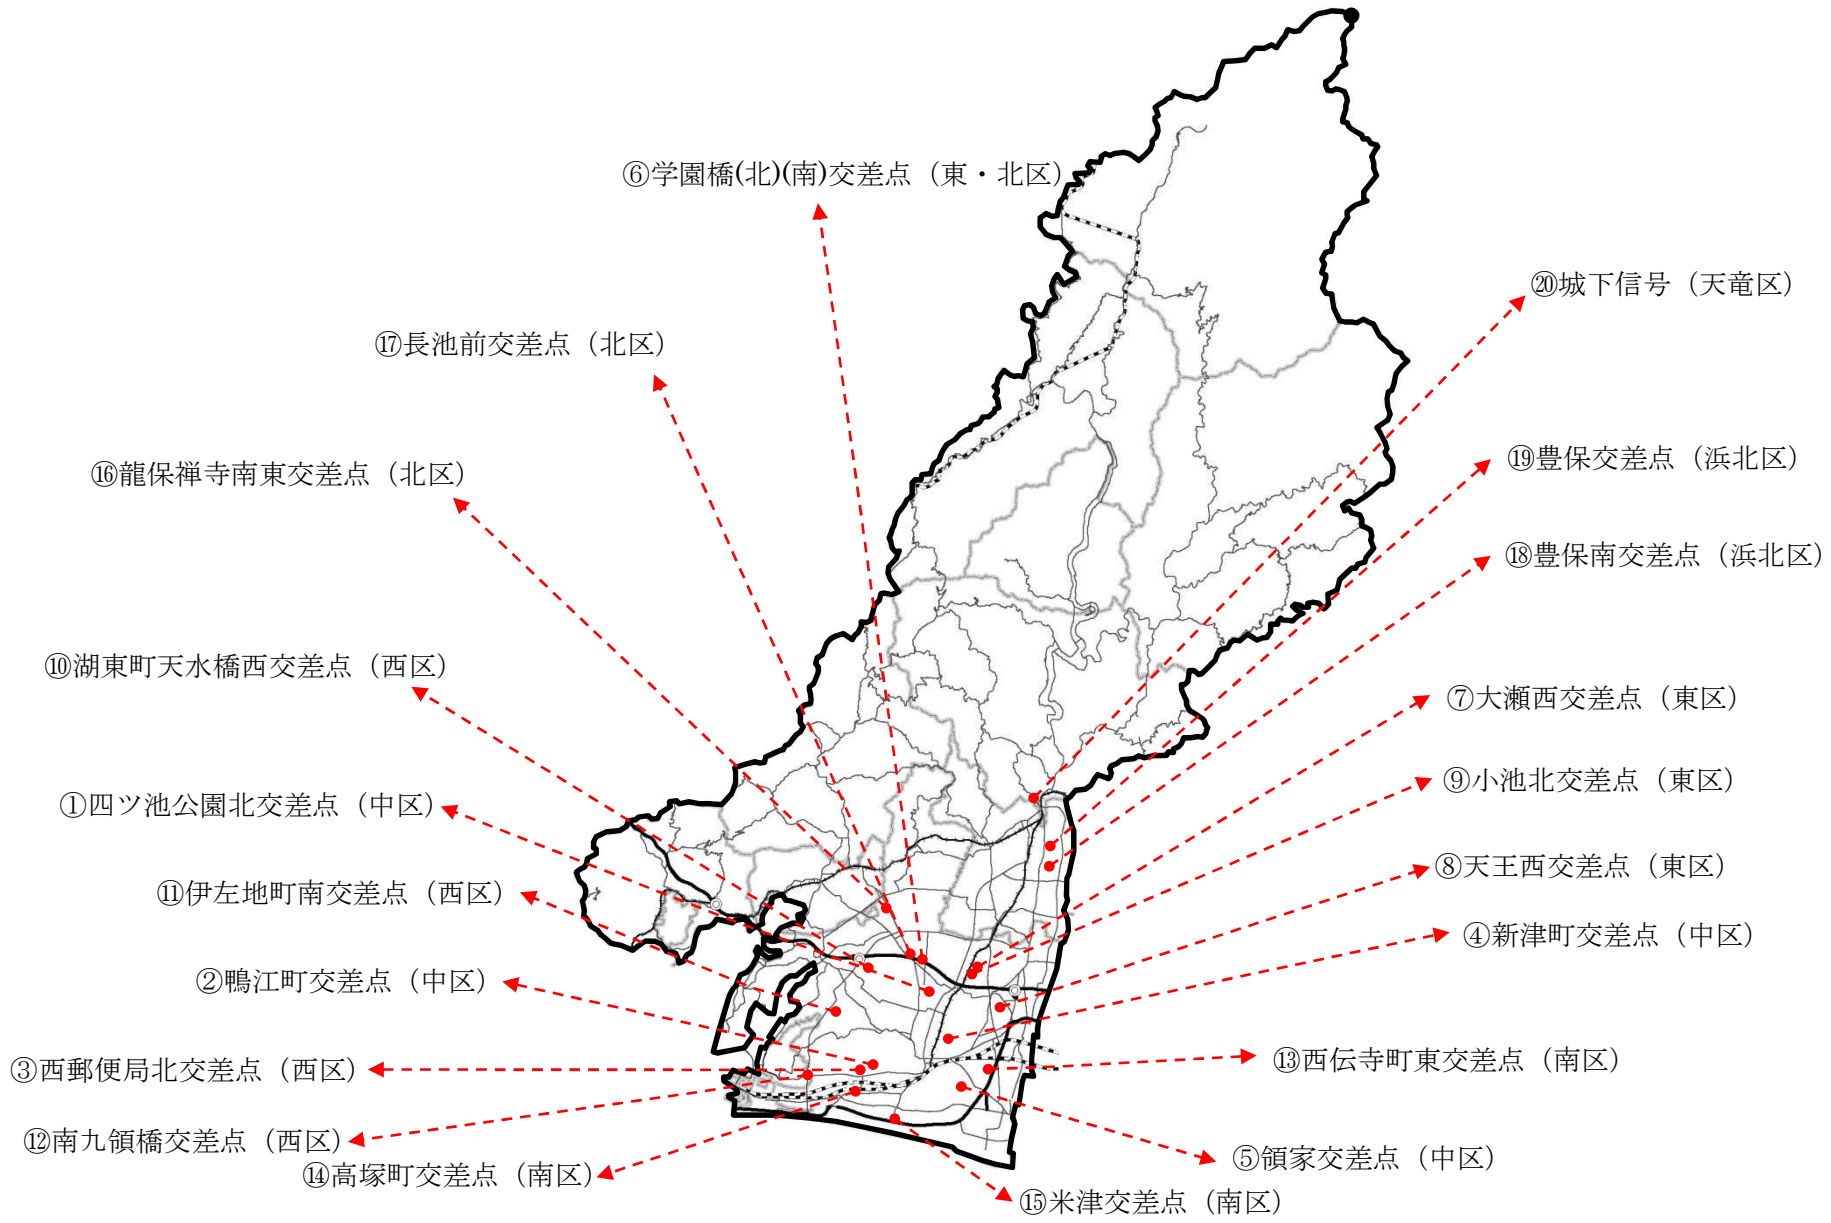 ⑥学園橋(北)(南)交差点（東・北区）
⑳城下信号（天竜区）
⑰長池前交差点（北区）
⑲豊保交差点（浜北区）
⑯龍保禅寺南東交差点（北区）
⑱豊保南交差点（浜北区）
⑩湖東町天水橋西交差点（西区）
⑦大瀬西交差点（東区）
⑨小池北交差点（東区）
①四ツ池公園北交差点（中区）
⑧天王西交差点（東区）
⑪伊左地町南交差点（西区）
④新津町交差点（中区）
②鴨江町交差点（中区）
⑬西伝寺町東交差点（南区）
③西郵便局北交差点（西区）
⑫南九領橋交差点（西区）
⑤領家交差点（中区）
⑭高塚町交差点（南区）
⑮米津交差点（南区）